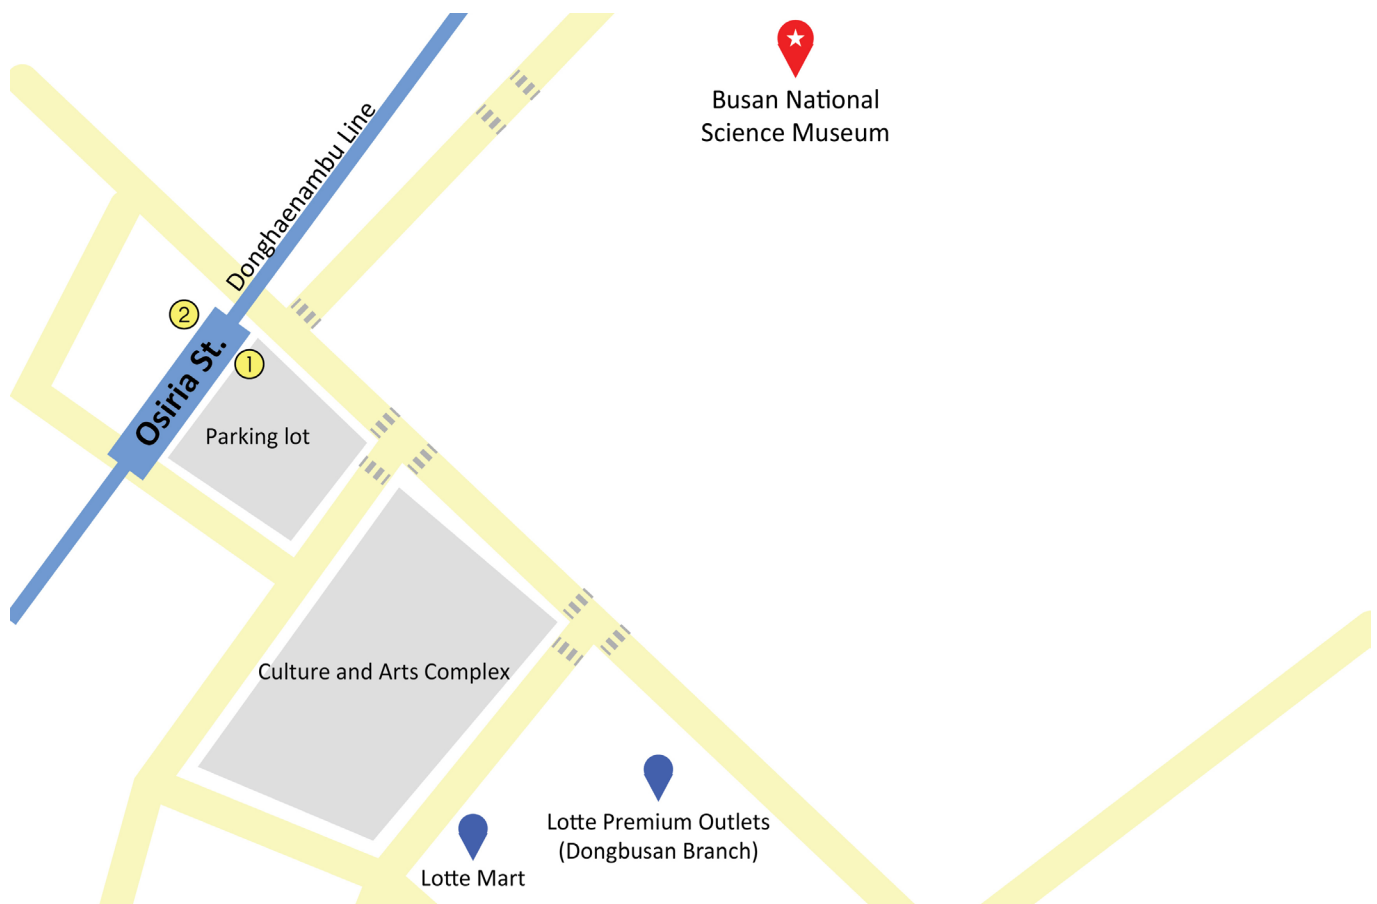 Busan National
Science Museum
Donghaenambu Line
2
1
Osiria St.
Parking lot
Culture and Arts Complex
Lotte Premium Outlets
(Dongbusan Branch)
Lotte Mart